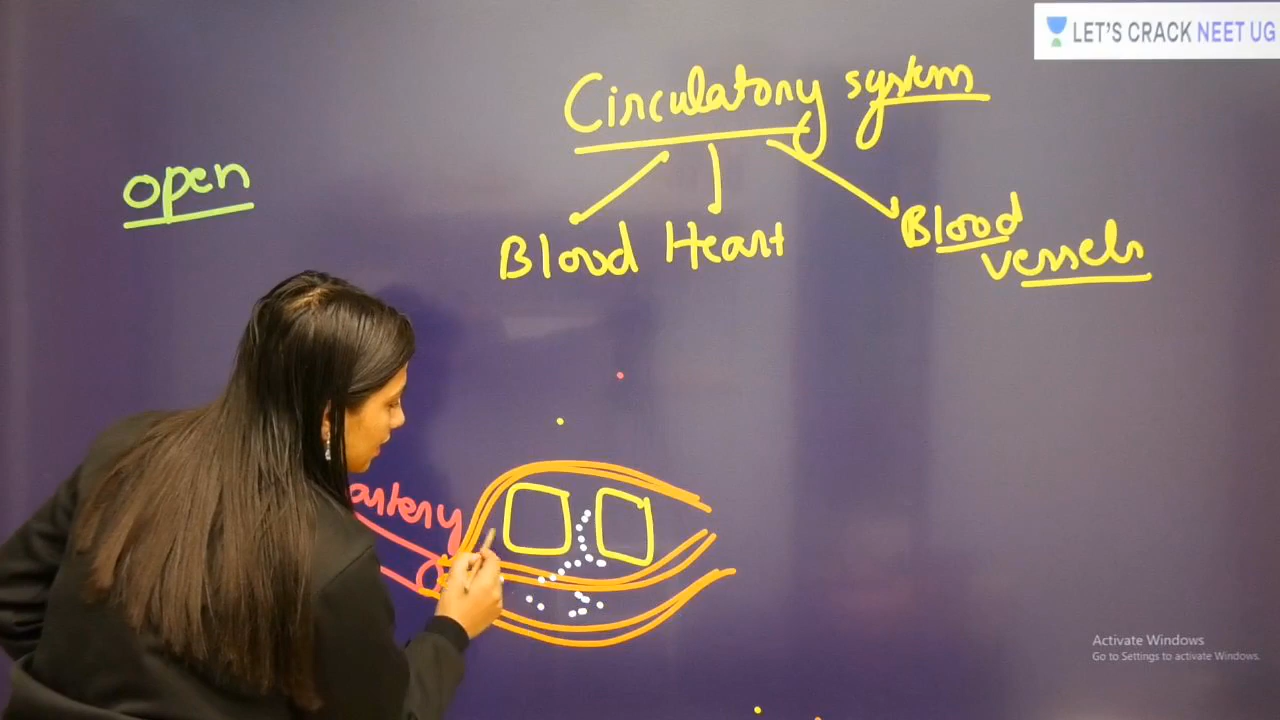 LET'S CRACK NEET UG
Circulatory system
open
Blood Heart Blood
vessels
artery
Activate Windows
Go to Settings to activate Windows.